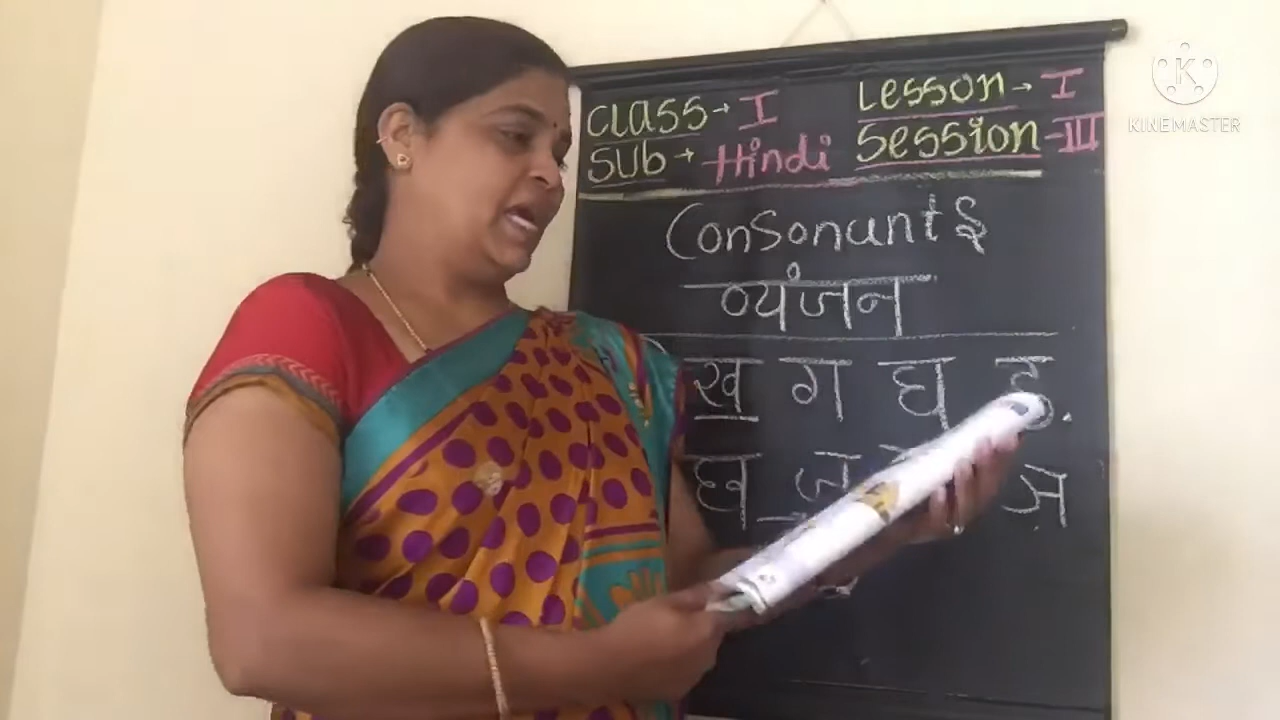 Class → I Lesson → I
Sub → Hindi Session - III
Consonants
व्यंजन
ख ग घ ङ.
छ ज ञ
KINEMASTER